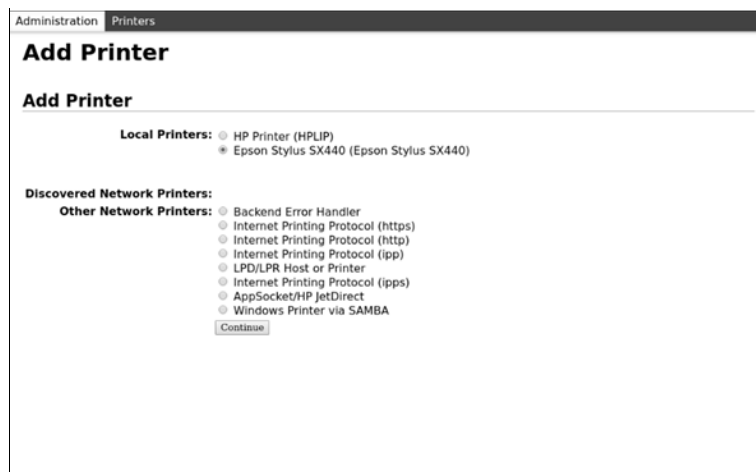 Administration Printers
Add Printer
Add Printer
Local Printers: HP Printer (HPLIP)
Epson Stylus SX440 (Epson Stylus SX440)
Discovered Network Printers:
Other Network Printers: Backend Error Handler
Internet Printing Protocol (https)
Internet Printing Protocol (http)
Internet Printing Protocol (ipp)
LPD/LPR Host or Printer
Internet Printing Protocol (ipps)
AppSocket/HP JetDirect
Windows Printer via SAMBA
Continue